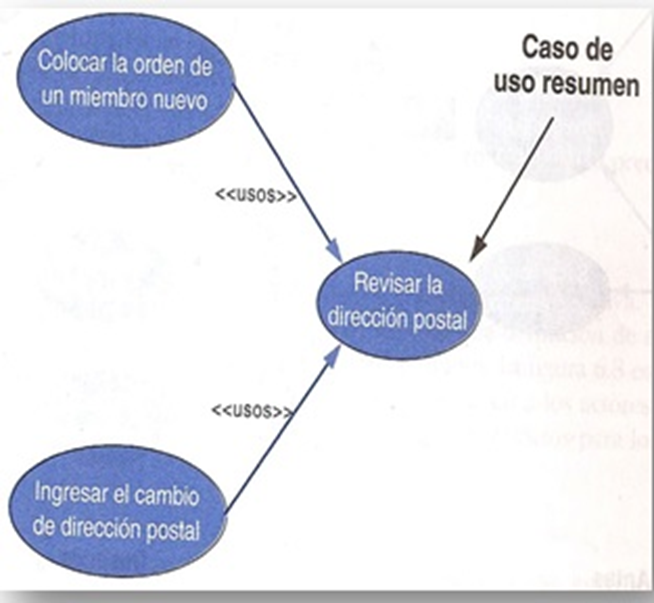 Colocar la orden de
un miembro nuevo
Caso de
uso resumen
<<usos>>
Revisar la
dirección postal
<<usos>>
Ingresar el cambio
de dirección postal